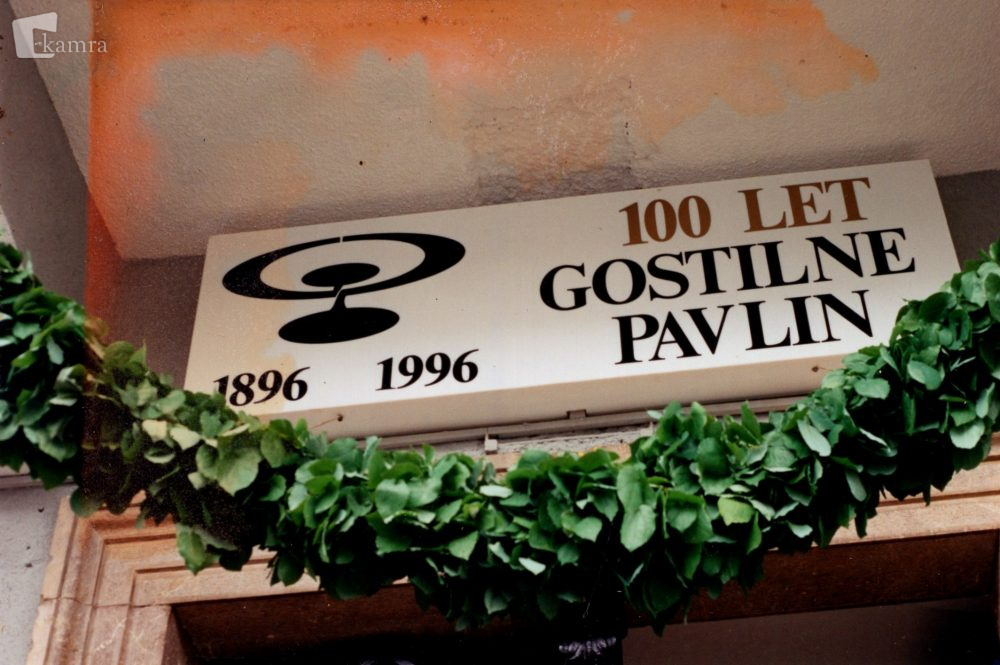 kamra
100 LET
GOSTILNE
PAVLIN
1896 1996